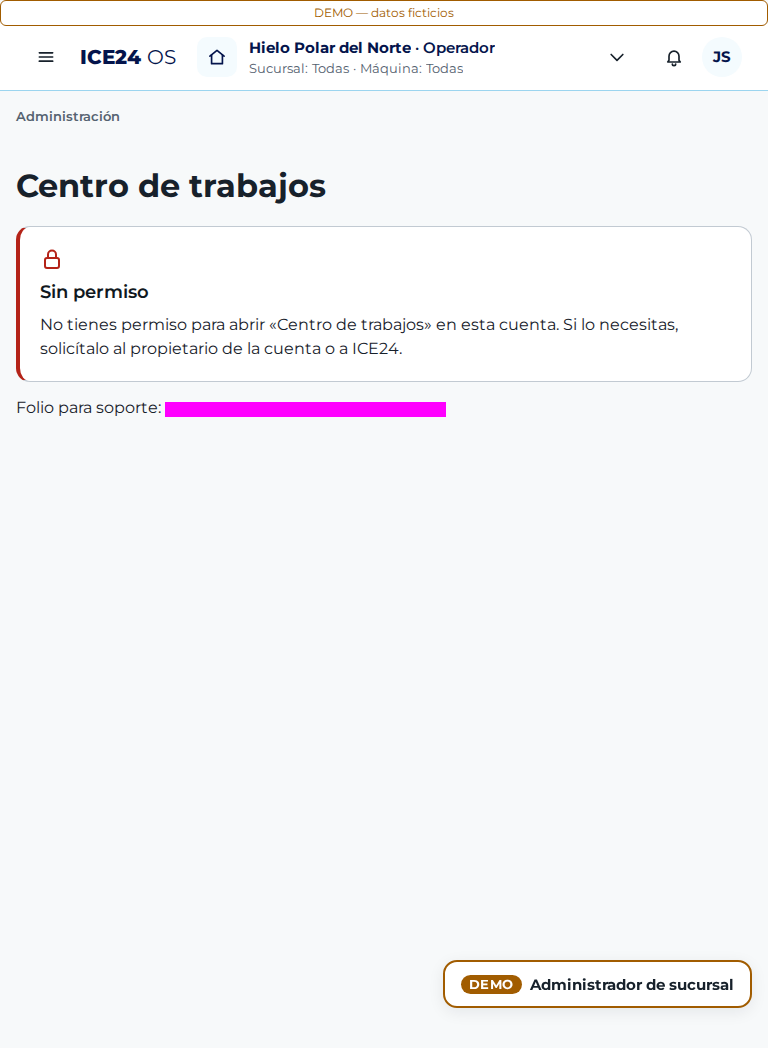 DEMO — datos ficticios
ICE24 OS
Hielo Polar del Norte · Operador
Sucursal: Todas · Máquina: Todas
JS
Administración
Centro de trabajos
Sin permiso
No tienes permiso para abrir «Centro de trabajos» en esta cuenta. Si lo necesitas,
solicítalo al propietario de la cuenta o a ICE24.
Folio para soporte:
DEMO Administrador de sucursal